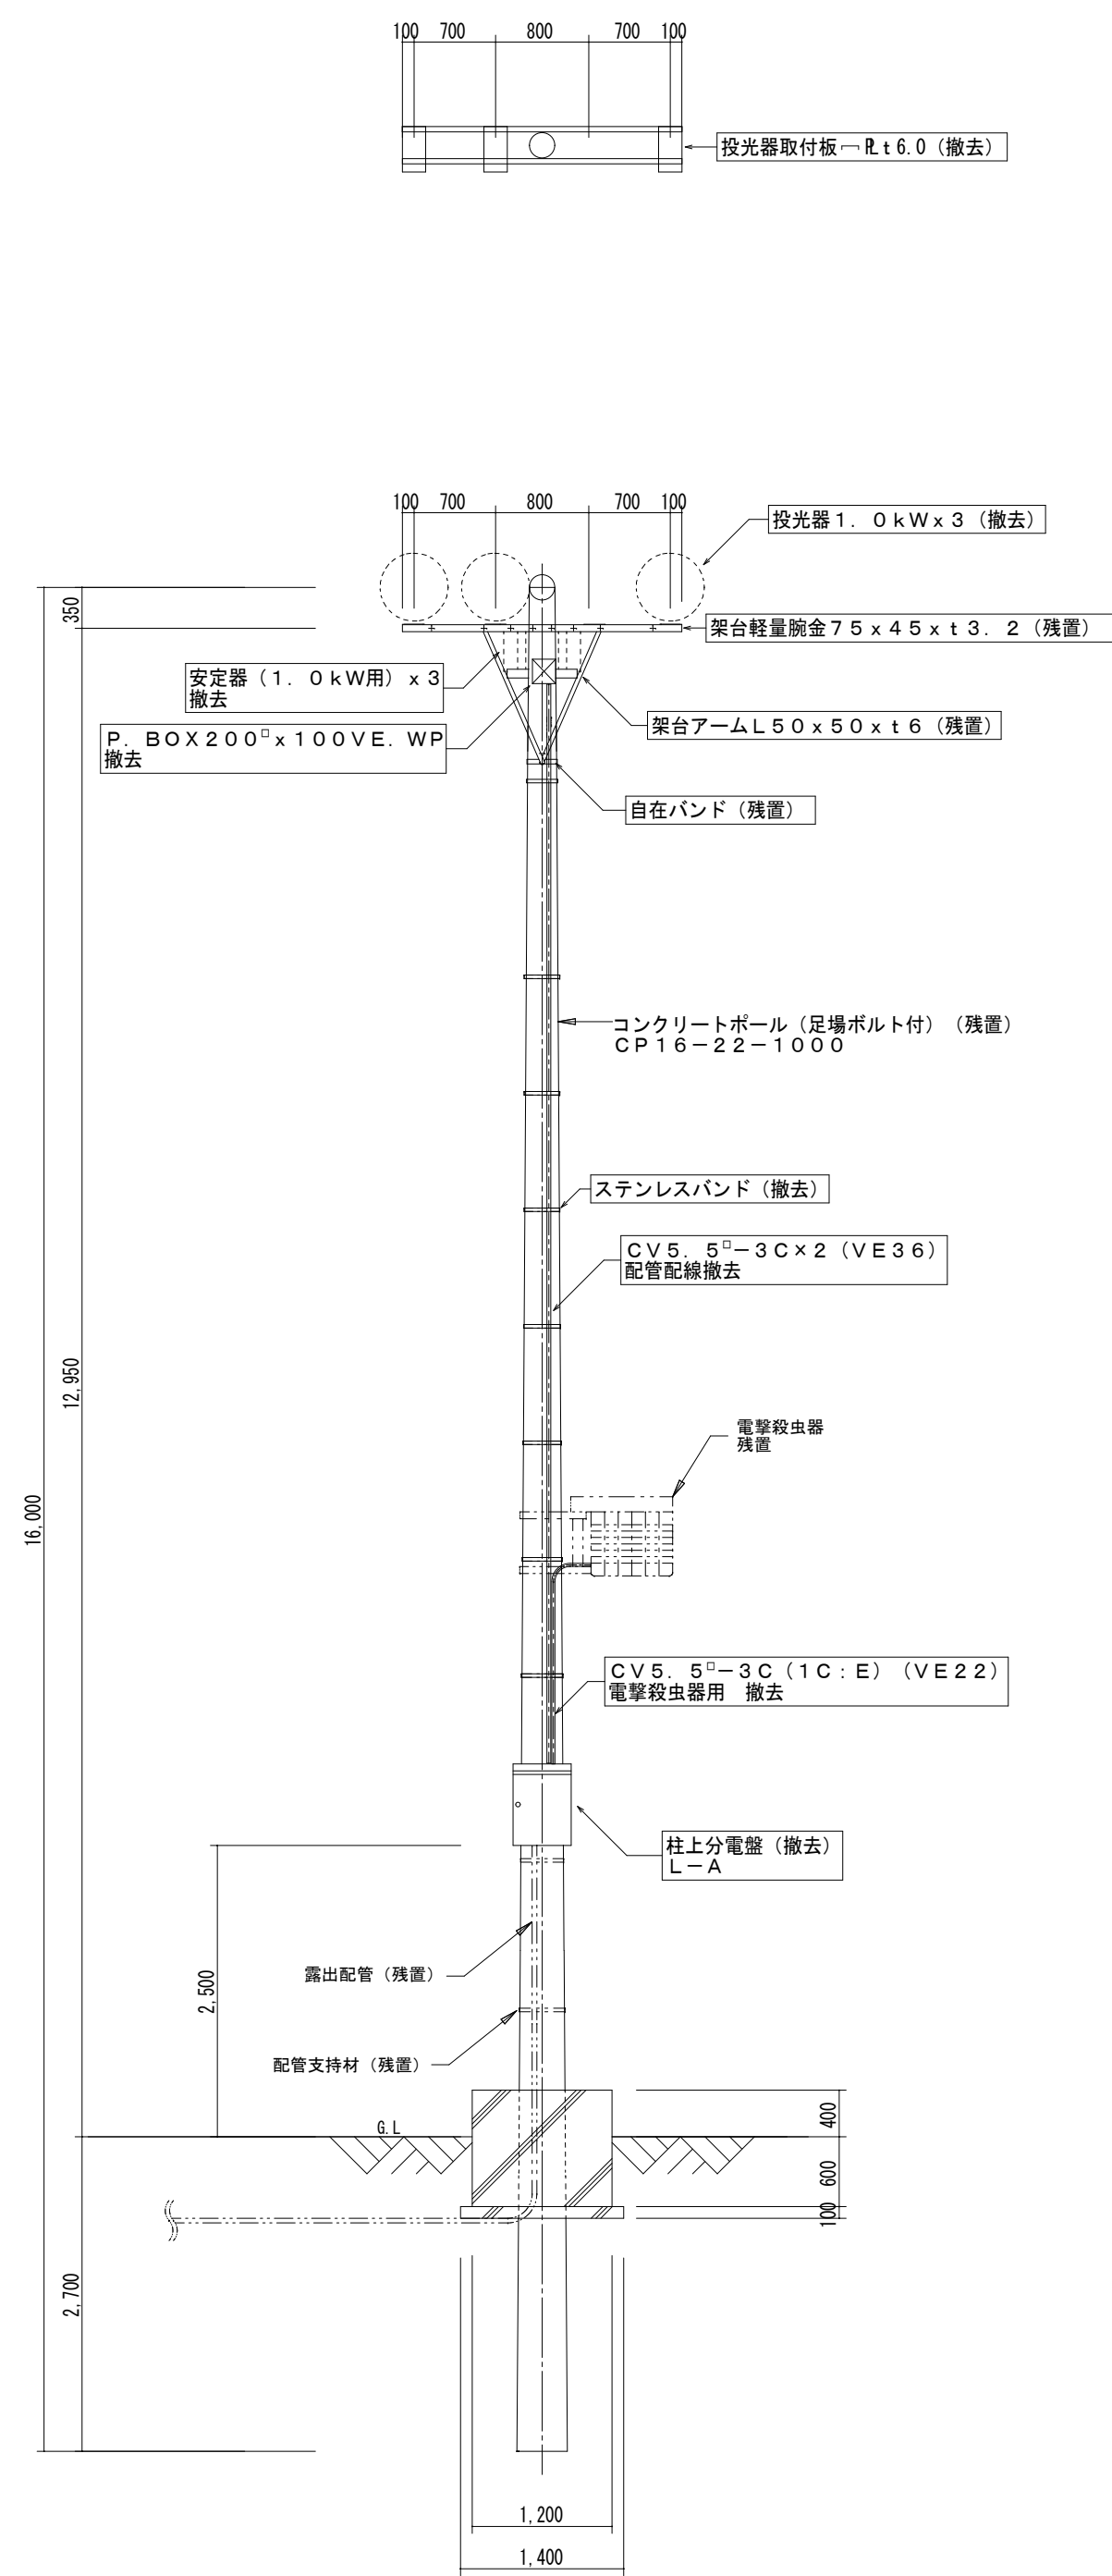 100 700 800 700 100
投光器取付板 PLt6.0（撤去）
100 700 800 700 100
投光器１．０ｋＷｘ３（撤去）
350
架台軽量腕金７５ｘ４５ｘｔ３．２（残置）
安定器（１．０ｋＷ用）ｘ３
撤去
架台アームＬ５０ｘ５０ｘｔ６（残置）
Ｐ．ＢＯＸ２００□ｘ１００ＶＥ．ＷＰ
撤去
自在バンド（残置）
コンクリートポール（足場ボルト付）（残置）
ＣＰ１６－２２－１０００
ステンレスバンド（撤去）
ＣＶ５．５□－３Ｃ×２（ＶＥ３６）
配管配線撤去
12,950
電撃殺虫器
残置
16,000
ＣＶ５．５□－３Ｃ（１Ｃ：Ｅ）（ＶＥ２２）
電撃殺虫器用　撤去
柱上分電盤（撤去）
Ｌ－Ａ
露出配管（残置）
2,500
配管支持材（残置）
400
G.L
600
100
2,700
1,200
1,400